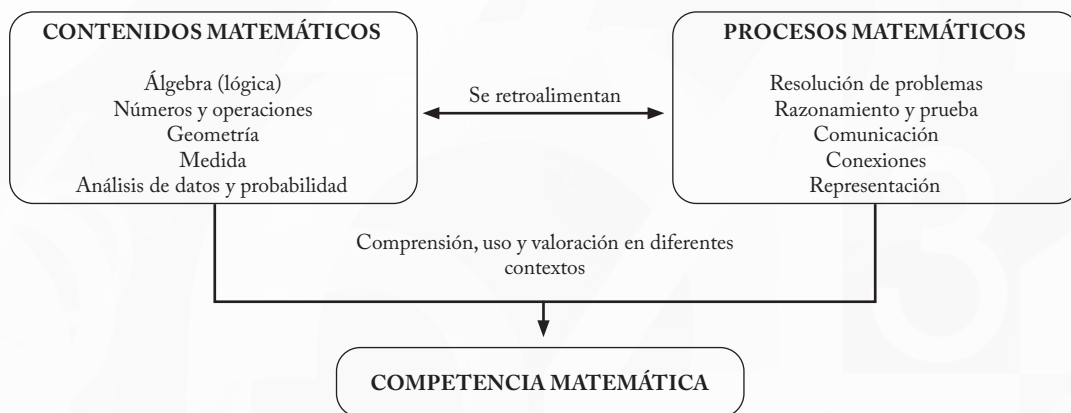 CONTENIDOS MATEMÁTICOS
Álgebra (lógica)
Números y operaciones
Geometría
Medida
Análisis de datos y probabilidad
Se retroalimentan
PROCESOS MATEMÁTICOS
Resolución de problemas
Razonamiento y prueba
Comunicación
Conexiones
Representación
Comprensión, uso y valoración en diferentes
contextos
COMPETENCIA MATEMÁTICA